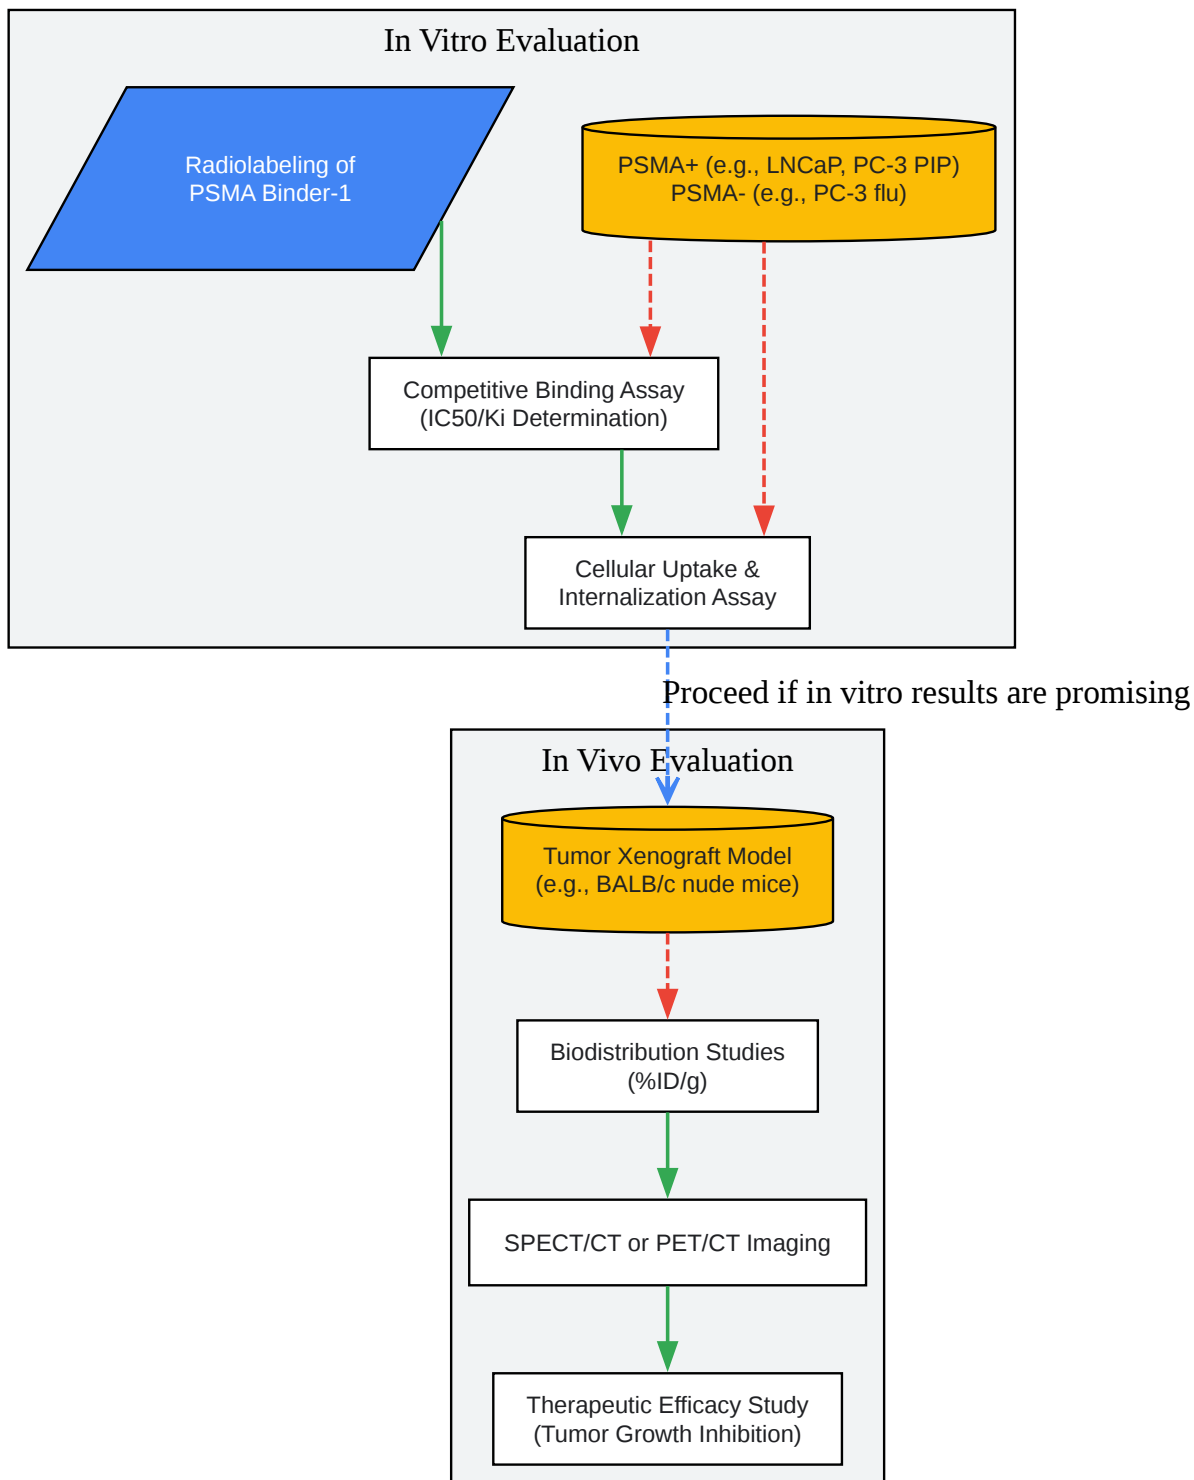 In Vitro Evaluation
Radiolabeling of
PSMA Binder-1
PSMA+ (e.g., LNCaP, PC-3 PIP)
PSMA- (e.g., PC-3 flu)
Competitive Binding Assay
(IC50/Ki Determination)
Cellular Uptake &
Internalization Assay
Proceed if in vitro results are promising
In Vivo Evaluation
Tumor Xenograft Model
(e.g., BALB/c nude mice)
Biodistribution Studies
(%ID/g)
SPECT/CT or PET/CT Imaging
Therapeutic Efficacy Study
(Tumor Growth Inhibition)